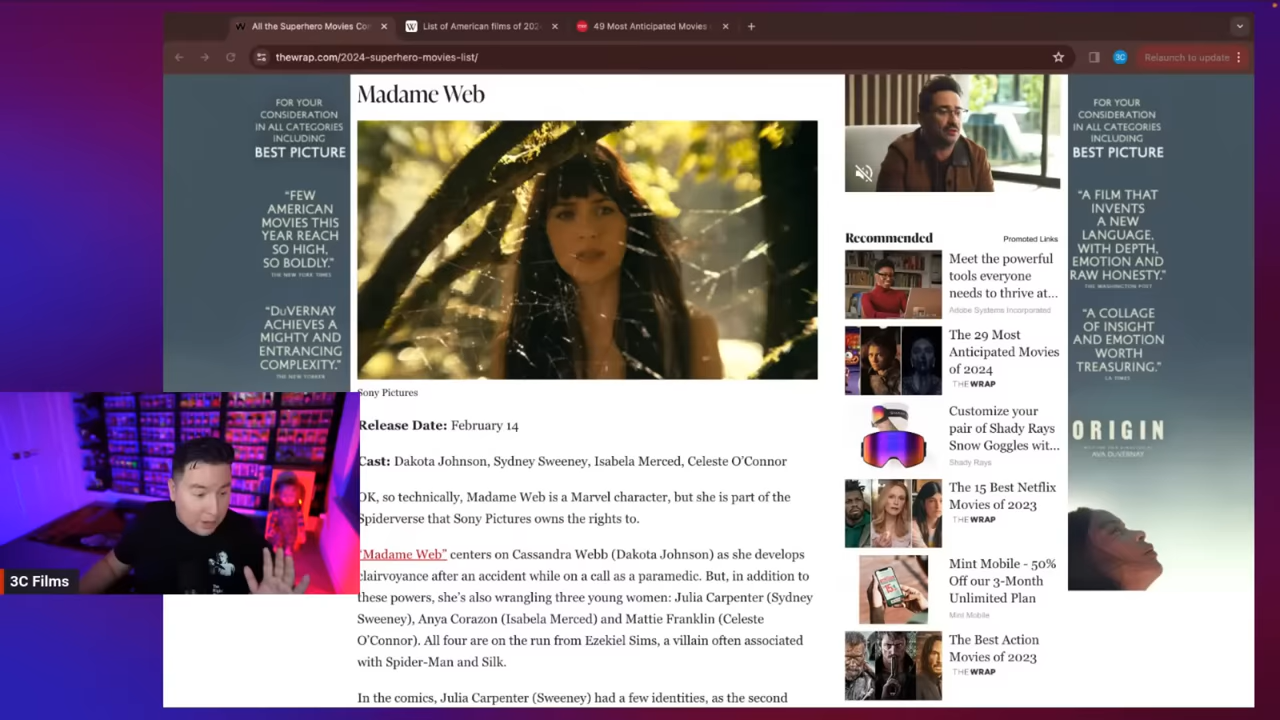 All the Superhero Movies Co
List of American films of 202
49 Most Anticipated Movies
thewrap.com/2024-superhero-movies-list/
3C
Relaunch to update
FOR YOUR
CONSIDERATION
IN ALL CATEGORIES
INCLUDING
BEST PICTURE
“FEW
AMERICAN
MOVIES THIS
YEAR REACH
SO HIGH,
SO BOLDLY.”
THE NEW YORK TIMES
“DUVERNAY
ACHIEVES A
MIGHTY AND
ENTRANCING
COMPLEXITY.”
THE NEW YORKER
3C Films
Madame Web
Sony Pictures
Release Date: February 14
Cast: Dakota Johnson, Sydney Sweeney, Isabela Merced, Celeste O’Connor
OK, so technically, Madame Web is a Marvel character, but she is part of the
Spiderverse that Sony Pictures owns the rights to.
“Madame Web” centers on Cassandra Webb (Dakota Johnson) as she develops
clairvoyance after an accident while on a call as a paramedic. But, in addition to
these powers, she’s also wrangling three young women: Julia Carpenter (Sydney
Sweeney), Anya Corazon (Isabela Merced) and Mattie Franklin (Celeste
O’Connor). All four are on the run from Ezekiel Sims, a villain often associated
with Spider-Man and Silk.
In the comics, Julia Carpenter (Sweeney) had a few identities, as the second
Recommended
Promoted Links
Meet the powerful
tools everyone
needs to thrive at...
Adobe Systems Incorporated
The 29 Most
Anticipated Movies
of 2024
THE WRAP
Customize your
pair of Shady Rays
Snow Goggles wit...
Shady Rays
The 15 Best Netflix
Movies of 2023
THE WRAP
Mint Mobile - 50%
Off our 3-Month
Unlimited Plan
Mint Mobile
The Best Action
Movies of 2023
THE WRAP
FOR YOUR
CONSIDERATION
IN ALL CATEGORIES
INCLUDING
BEST PICTURE
“A FILM THAT
INVENTS
A NEW
LANGUAGE,
WITH DEPTH,
EMOTION AND
RAW HONESTY.”
THE WASHINGTON POST
“A COLLAGE
OF INSIGHT
AND EMOTION
WORTH
TREASURING.”
LA TIMES
ORIGIN
AVA DUVERNAY